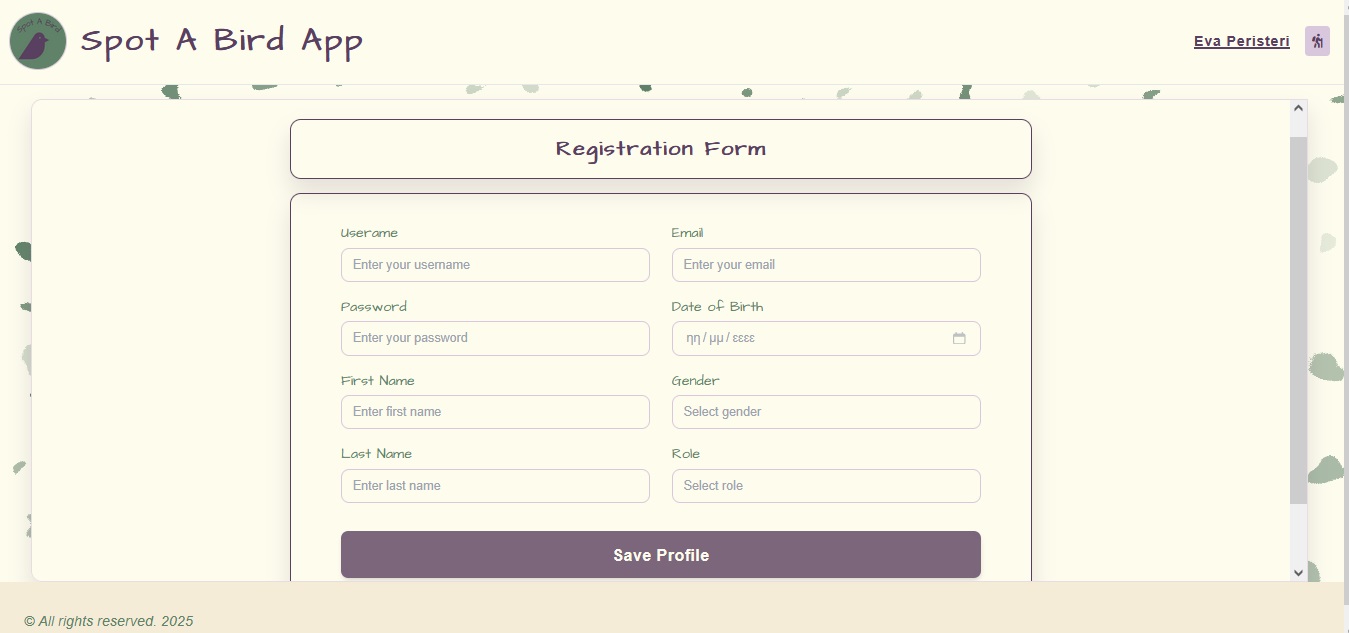 Spot A Bird
Spot A Bird App
Eva Peristeri
Registration Form
Userame
Email
Enter your username
Enter your email
Password
Date of Birth
Enter your password
ηη / μμ / εεεε
First Name
Gender
Enter first name
Select gender
Last Name
Role
Enter last name
Select role
Save Profile
© All rights reserved. 2025